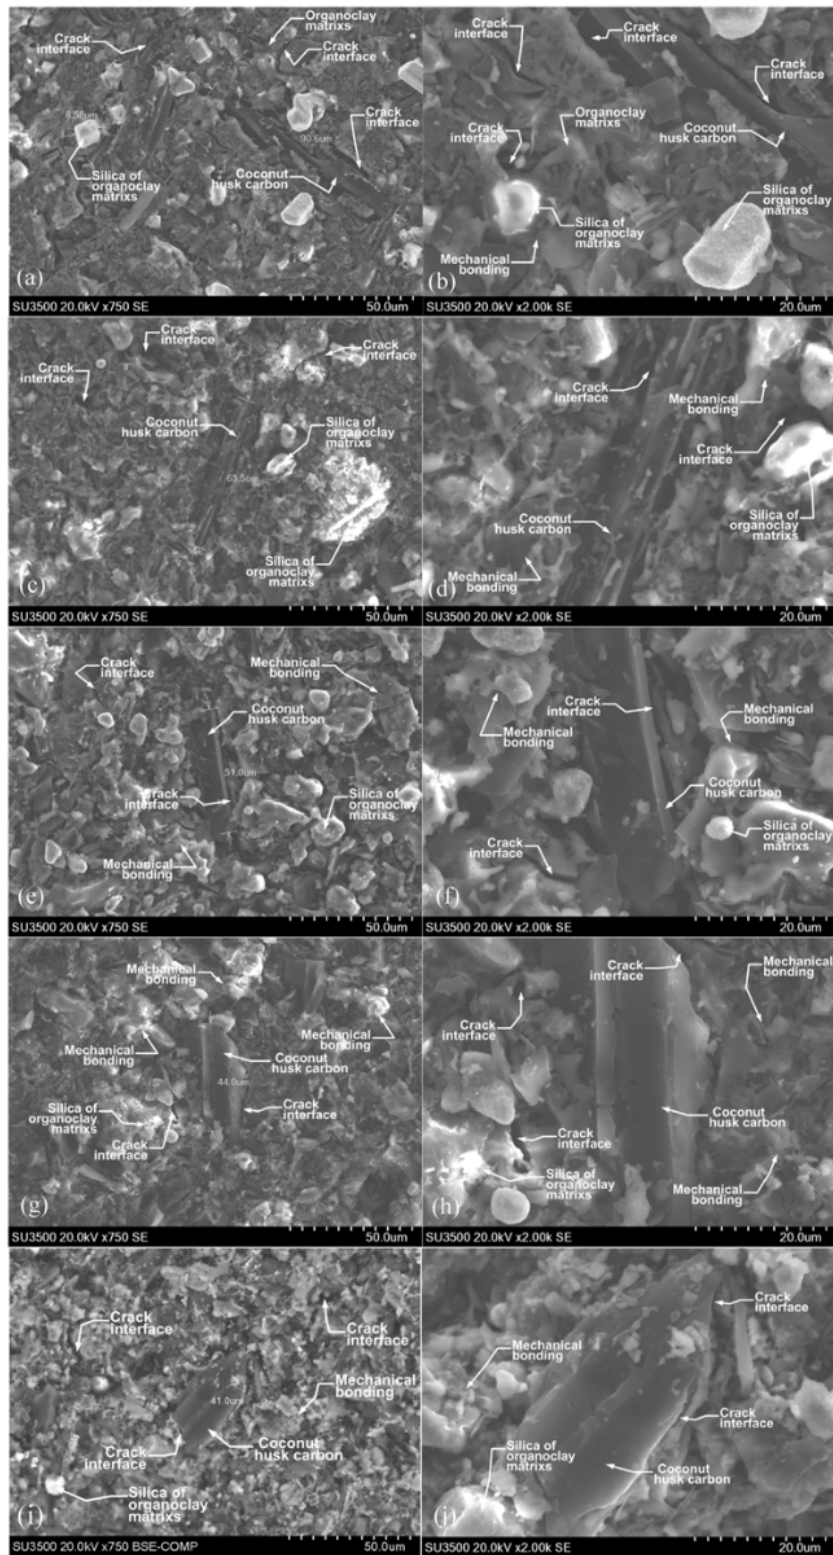 Crack
interface
Organoclay
matrixs
Crack
interface
Crack
interface
90.6um
Silica of
organoclay
matrixs
Coconut
husk carbon
(a)
SU3500 20.0kV x750 SE
50.0um
Crack
interface
Crack
interface
Crack
interface
Organoclay
matrixs
Crack
interface
Coconut
husk carbon
Silica of
organoclay
matrixs
Silica of
organoclay
matrixs
Mechanical
bonding
(b)
SU3500 20.0kV x2.00k SE
20.0um
Crack
interface
Crack
interface
Crack
interface
Coconut
husk carbon
Silica of
organoclay
matrixs
63.5um
Silica of
organoclay
matrixs
(c)
SU3500 20.0kV x750 SE
50.0um
Crack
interface
Mechanical
bonding
Crack
interface
Coconut
husk carbon
Silica of
organoclay
matrixs
Mechanical
bonding
(d)
SU3500 20.0kV x2.00k SE
20.0um
Crack
interface
Mechanical
bonding
Coconut
husk carbon
51.0um
Crack
interface
Silica of
organoclay
matrixs
Mechanical
bonding
(e)
SU3500 20.0kV x750 SE
50.0um
Crack
interface
Mechanical
bonding
Mechanical
bonding
Coconut
husk carbon
Silica of
organoclay
matrixs
Crack
interface
(f)
SU3500 20.0kV x2.00k SE
20.0um
Mechanical
bonding
Mechanical
bonding
Mechanical
bonding
Coconut
husk carbon
44.0um
Silica of
organoclay
matrixs
Crack
interface
Crack
interface
(g)
SU3500 20.0kV x750 SE
50.0um
Crack
interface
Mechanical
bonding
Crack
interface
Coconut
husk carbon
Crack
interface
Silica of
organoclay
matrixs
Mechanical
bonding
(h)
SU3500 20.0kV x2.00k SE
20.0um
Crack
interface
Crack
interface
Mechanical
bonding
41.0um
Crack
interface
Coconut
husk carbon
Silica of
organoclay
matrixs
(i)
SU3500 20.0kV x750 BSE-COMP
50.0um
Crack
interface
Mechanical
bonding
Crack
interface
Silica of
organoclay
matrixs
Coconut
husk carbon
(j)
SU3500 20.0kV x2.00k SE
20.0um